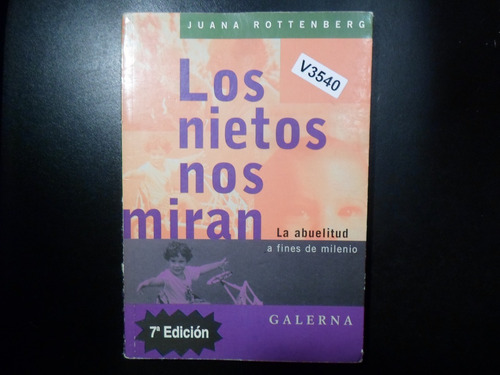 JUANA ROTTENBERG
V3540
Los
nietos
nos
miran
La abuelitud
a fines de milenio
GALERNA
7ª Edición